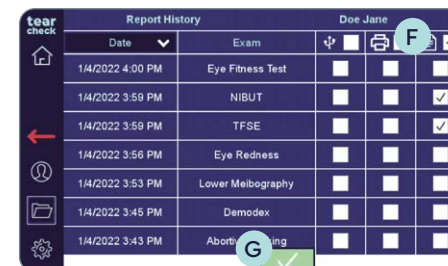 tear
check
Report History
Doe Jane
Date
Exam
F
1/4/2022 4:00 PM
Eye Fitness Test
1/4/2022 3:59 PM
NIBUT
1/4/2022 3:59 PM
TFSE
1/4/2022 3:56 PM
Eye Redness
1/4/2022 3:53 PM
Lower Meibography
1/4/2022 3:45 PM
Demodex
1/4/2022 3:43 PM
G